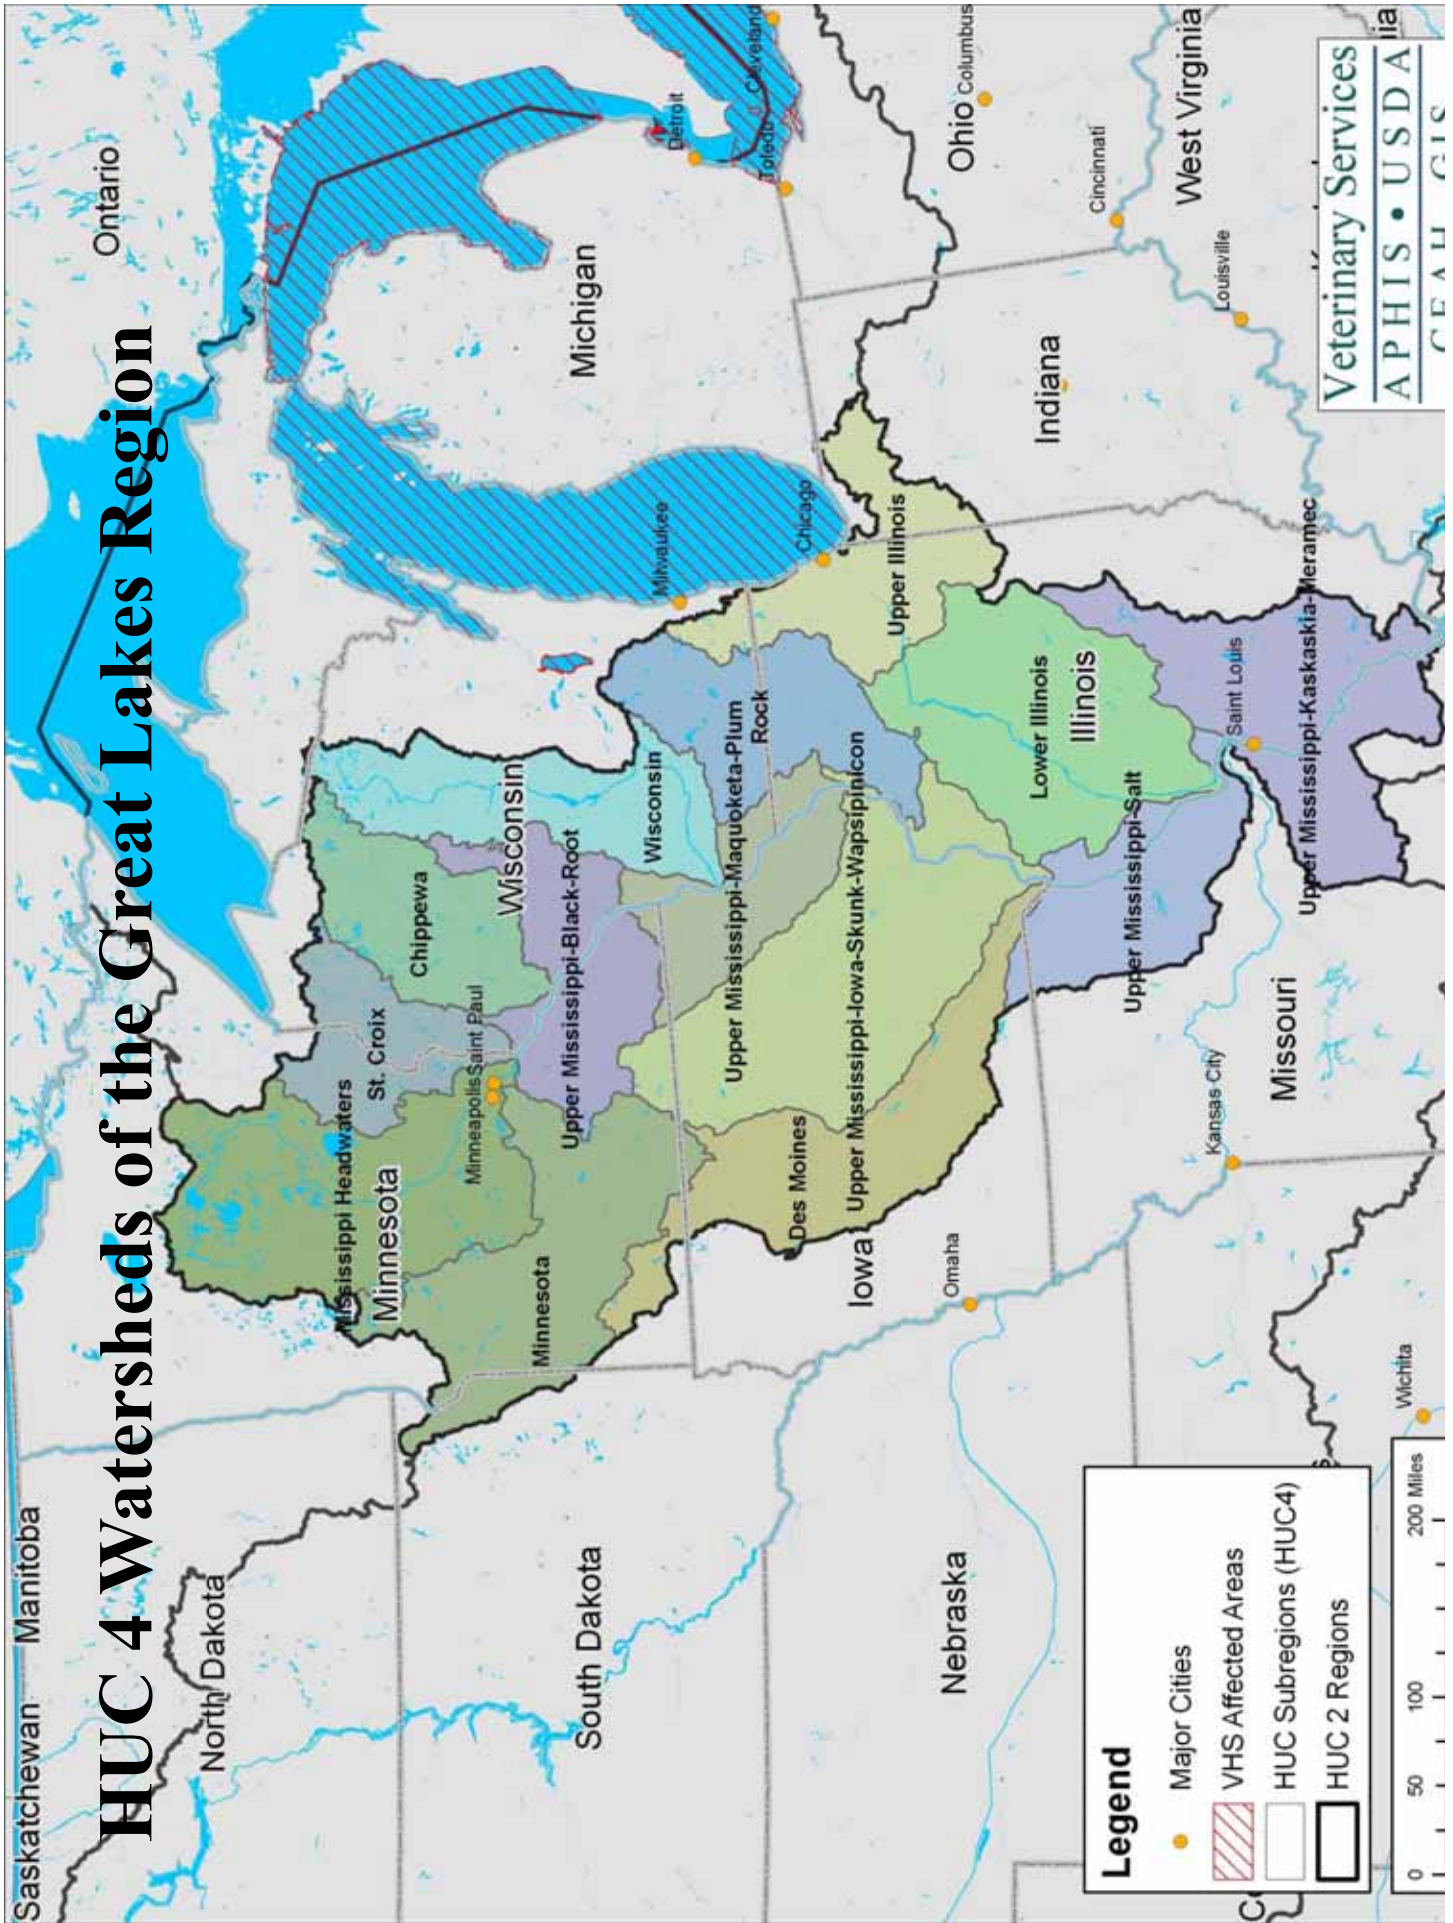 HUC 4 Watersheds of the Great Lakes Region
Saskatchewan
Manitoba
Ontario
North Dakota
Mississippi Headwaters
Minnesota
St. Croix
Chippewa
Minneapolis
Saint Paul
Wisconsin
Minnesota
Upper Mississippi-Black-Root
South Dakota
Michigan
Wisconsin
Milwaukee
Detroit
Cleveland
Toledo
Upper Mississippi-Maquoketa-Plum
Rock
Des Moines
Chicago
Iowa
Upper Mississippi-Iowa-Skunk-Wapsipinicon
Upper Illinois
Omaha
Nebraska
Ohio
Columbus
Lower Illinois
Illinois
Indiana
Cincinnati
Upper Mississippi-Salt
West Virginia
Kansas City
Saint Louis
Louisville
Missouri
Upper Mississippi-Kaskaskia-Meramec
Wichita
Legend
Major Cities
VHS Affected Areas
HUC Subregions (HUC4)
HUC 2 Regions
0 50 100 200 Miles
Veterinary Services
APHIS • USDA
CEAH GIS